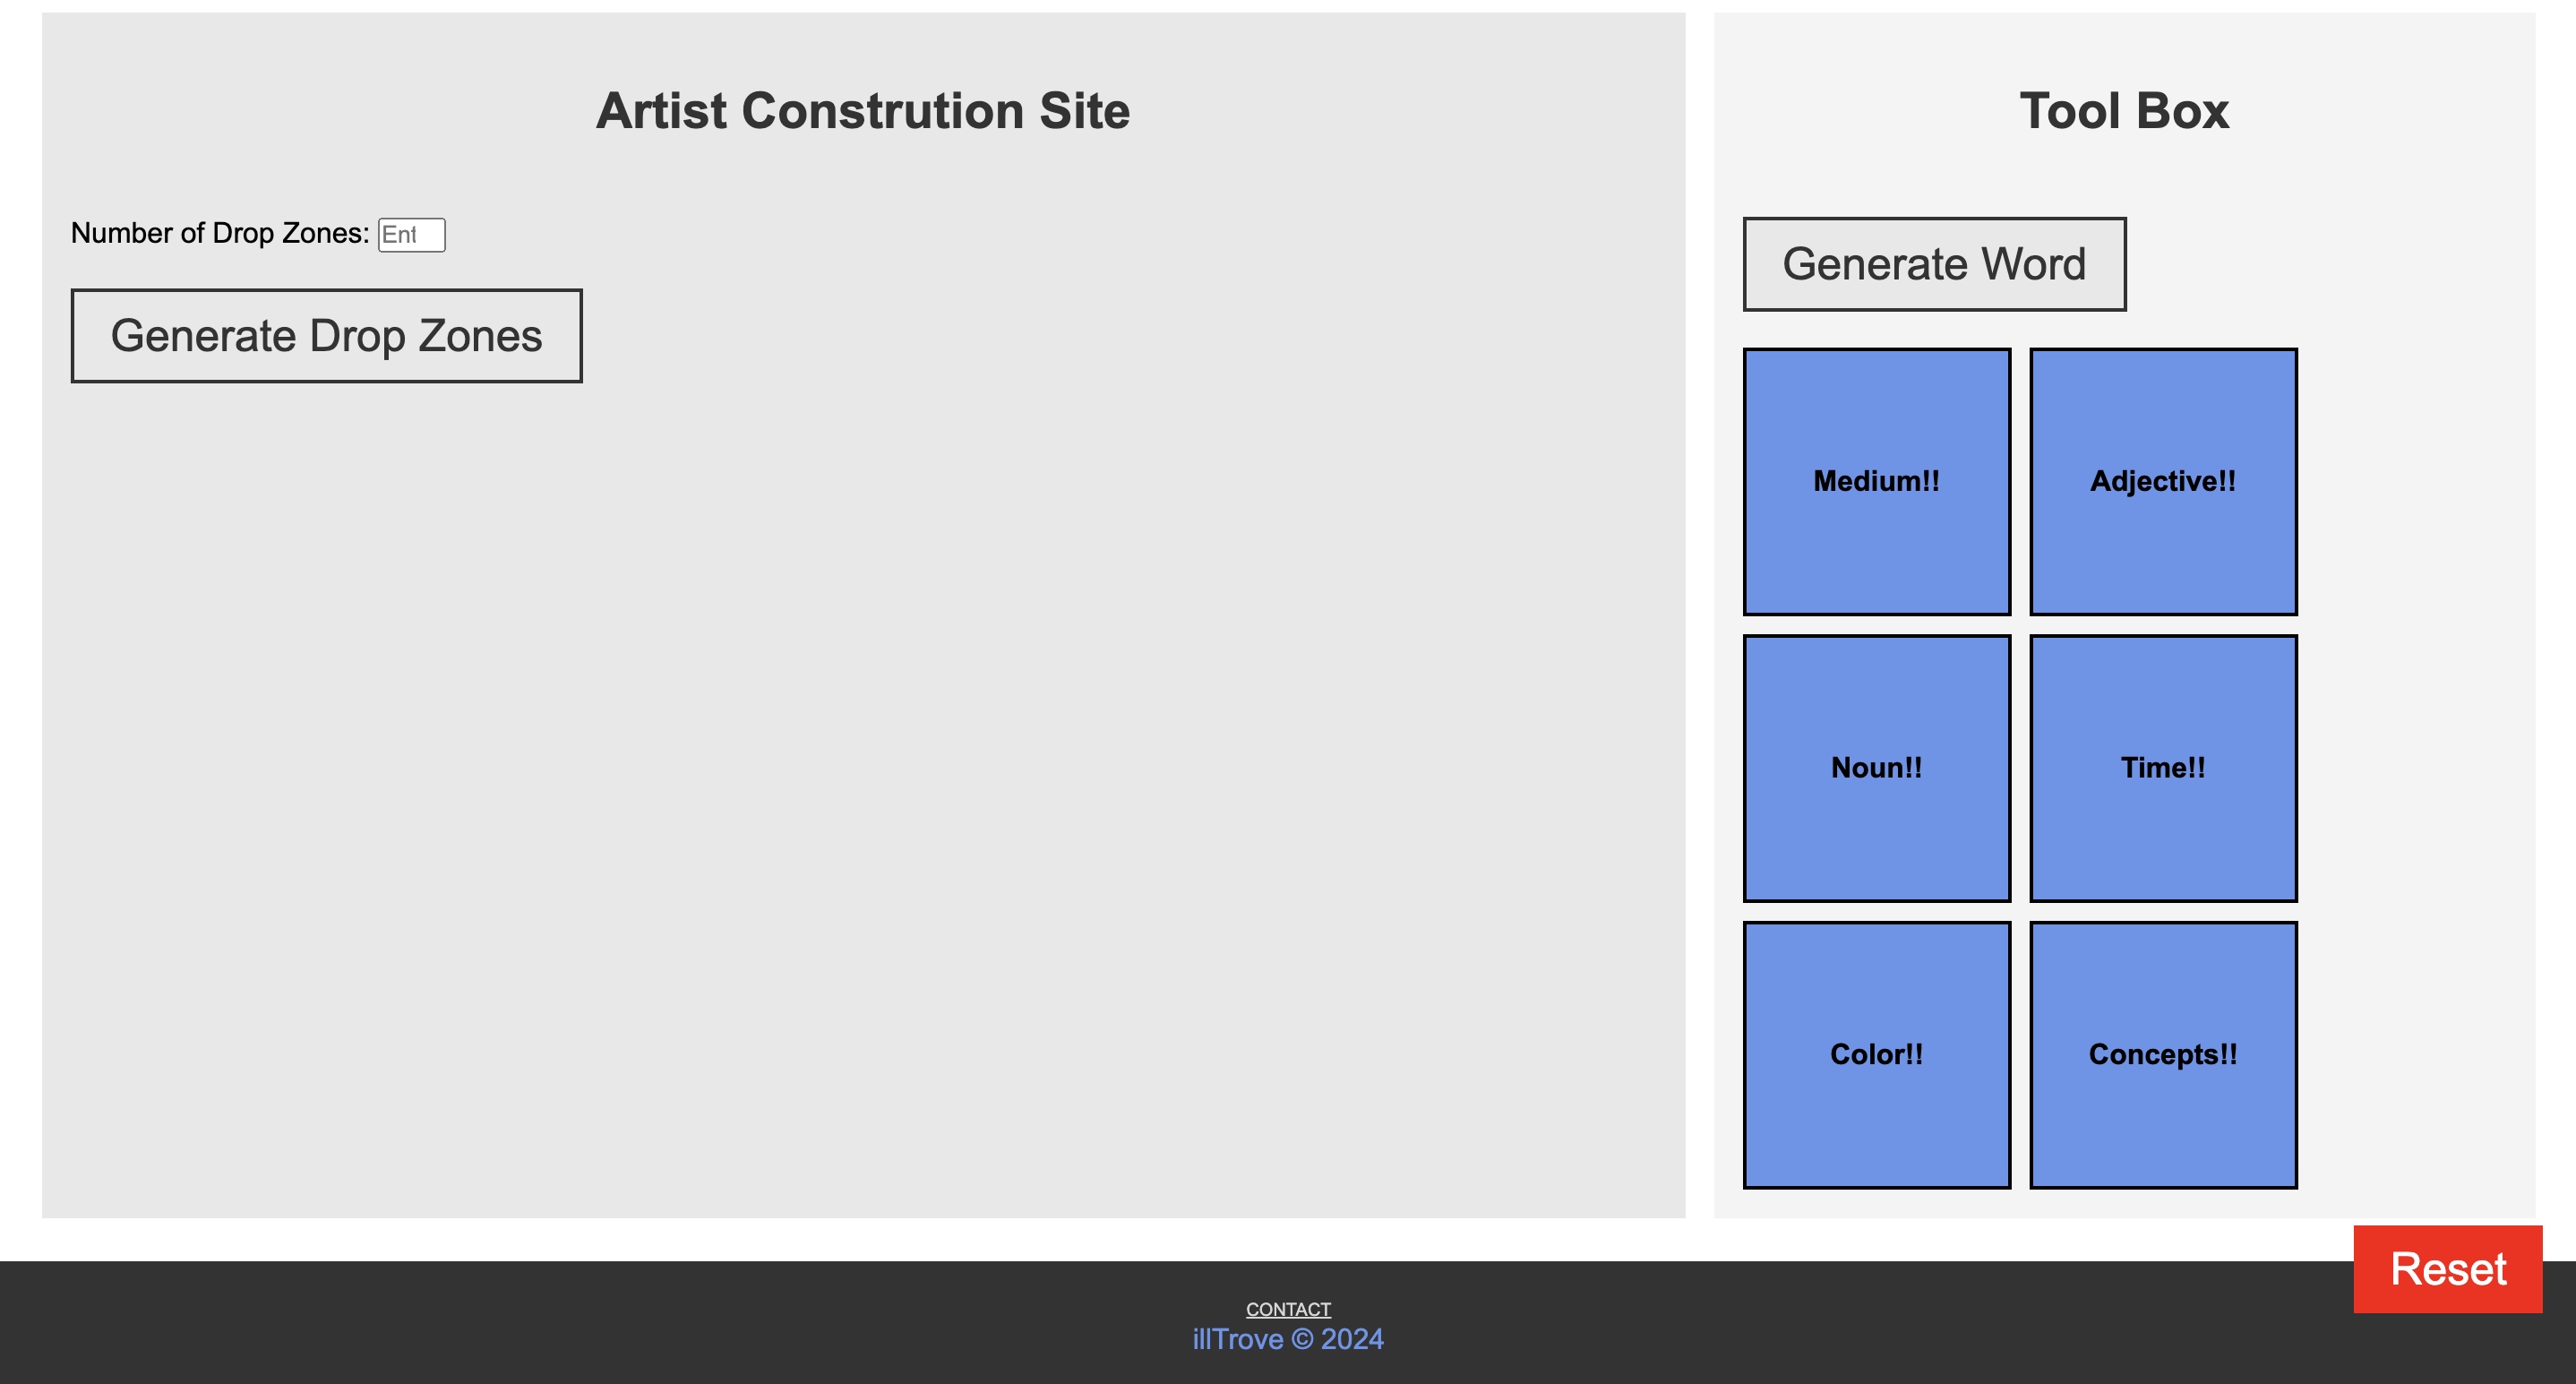 Artist Constrution Site
Number of Drop Zones: Ent
Generate Drop Zones
Tool Box
Generate Word
Medium!!
Adjective!!
Noun!!
Time!!
Color!!
Concepts!!
Reset
CONTACT
illTrove © 2024